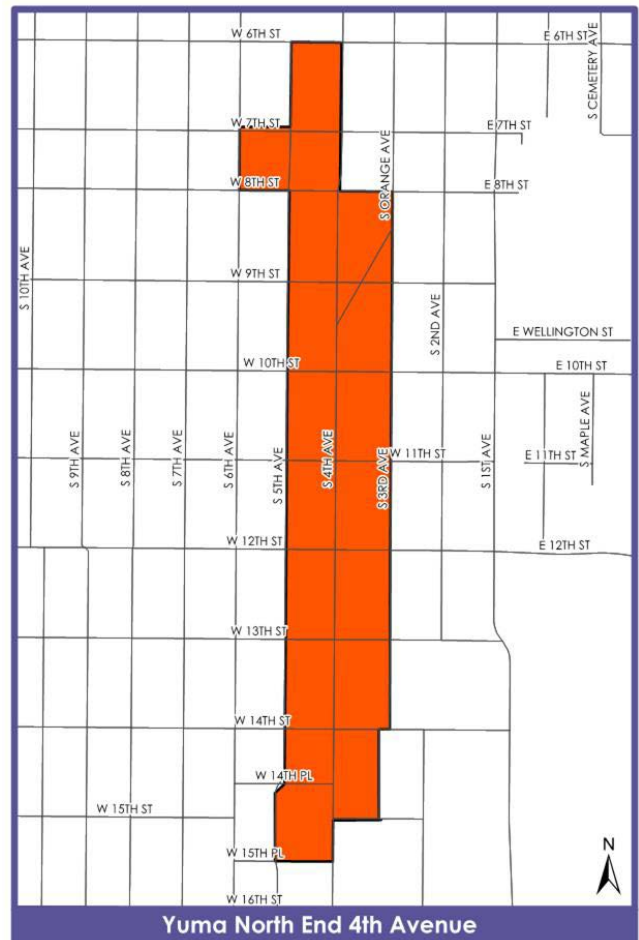 W 6TH ST
E 6TH ST
S CEMETERY AVE
W 7TH ST
E 7TH ST
S ORANGE AVE
W 8TH ST
E 8TH ST
S 10TH AVE
W 9TH ST
S 2ND AVE
E WELLINGTON ST
W 10TH ST
E 10TH ST
S MAPLE AVE
S 9TH AVE
S 8TH AVE
S 7TH AVE
S 6TH AVE
S 5TH AVE
S 4TH AVE
S 3RD AVE
W 11TH ST
S 1ST AVE
E 11TH ST
W 12TH ST
E 12TH ST
W 13TH ST
W 14TH ST
W 14TH PL
W 15TH ST
W 15TH PL
N
W 16TH ST
Yuma North End 4th Avenue